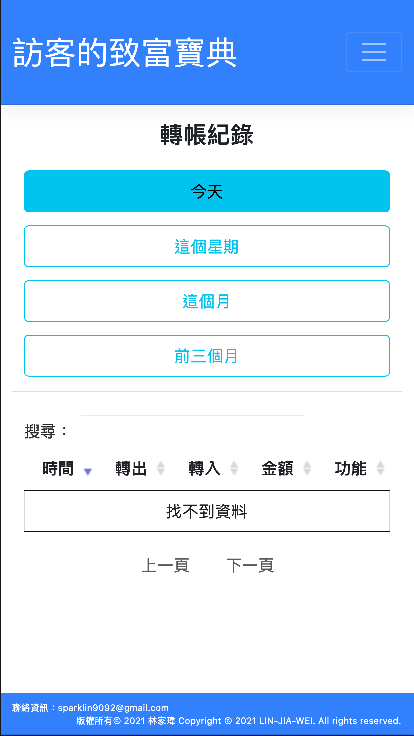 訪客的致富寶典
轉帳紀錄
今天
這個星期
這個月
前三個月
搜尋：
時間 轉出 轉入 金額 功能
找不到資料
上一頁 下一頁
聯絡資訊：sparklin9092@gmail.com
版權所有© 2021 林家瑋 Copyright © 2021 LIN-JIA-WEI. All rights reserved.